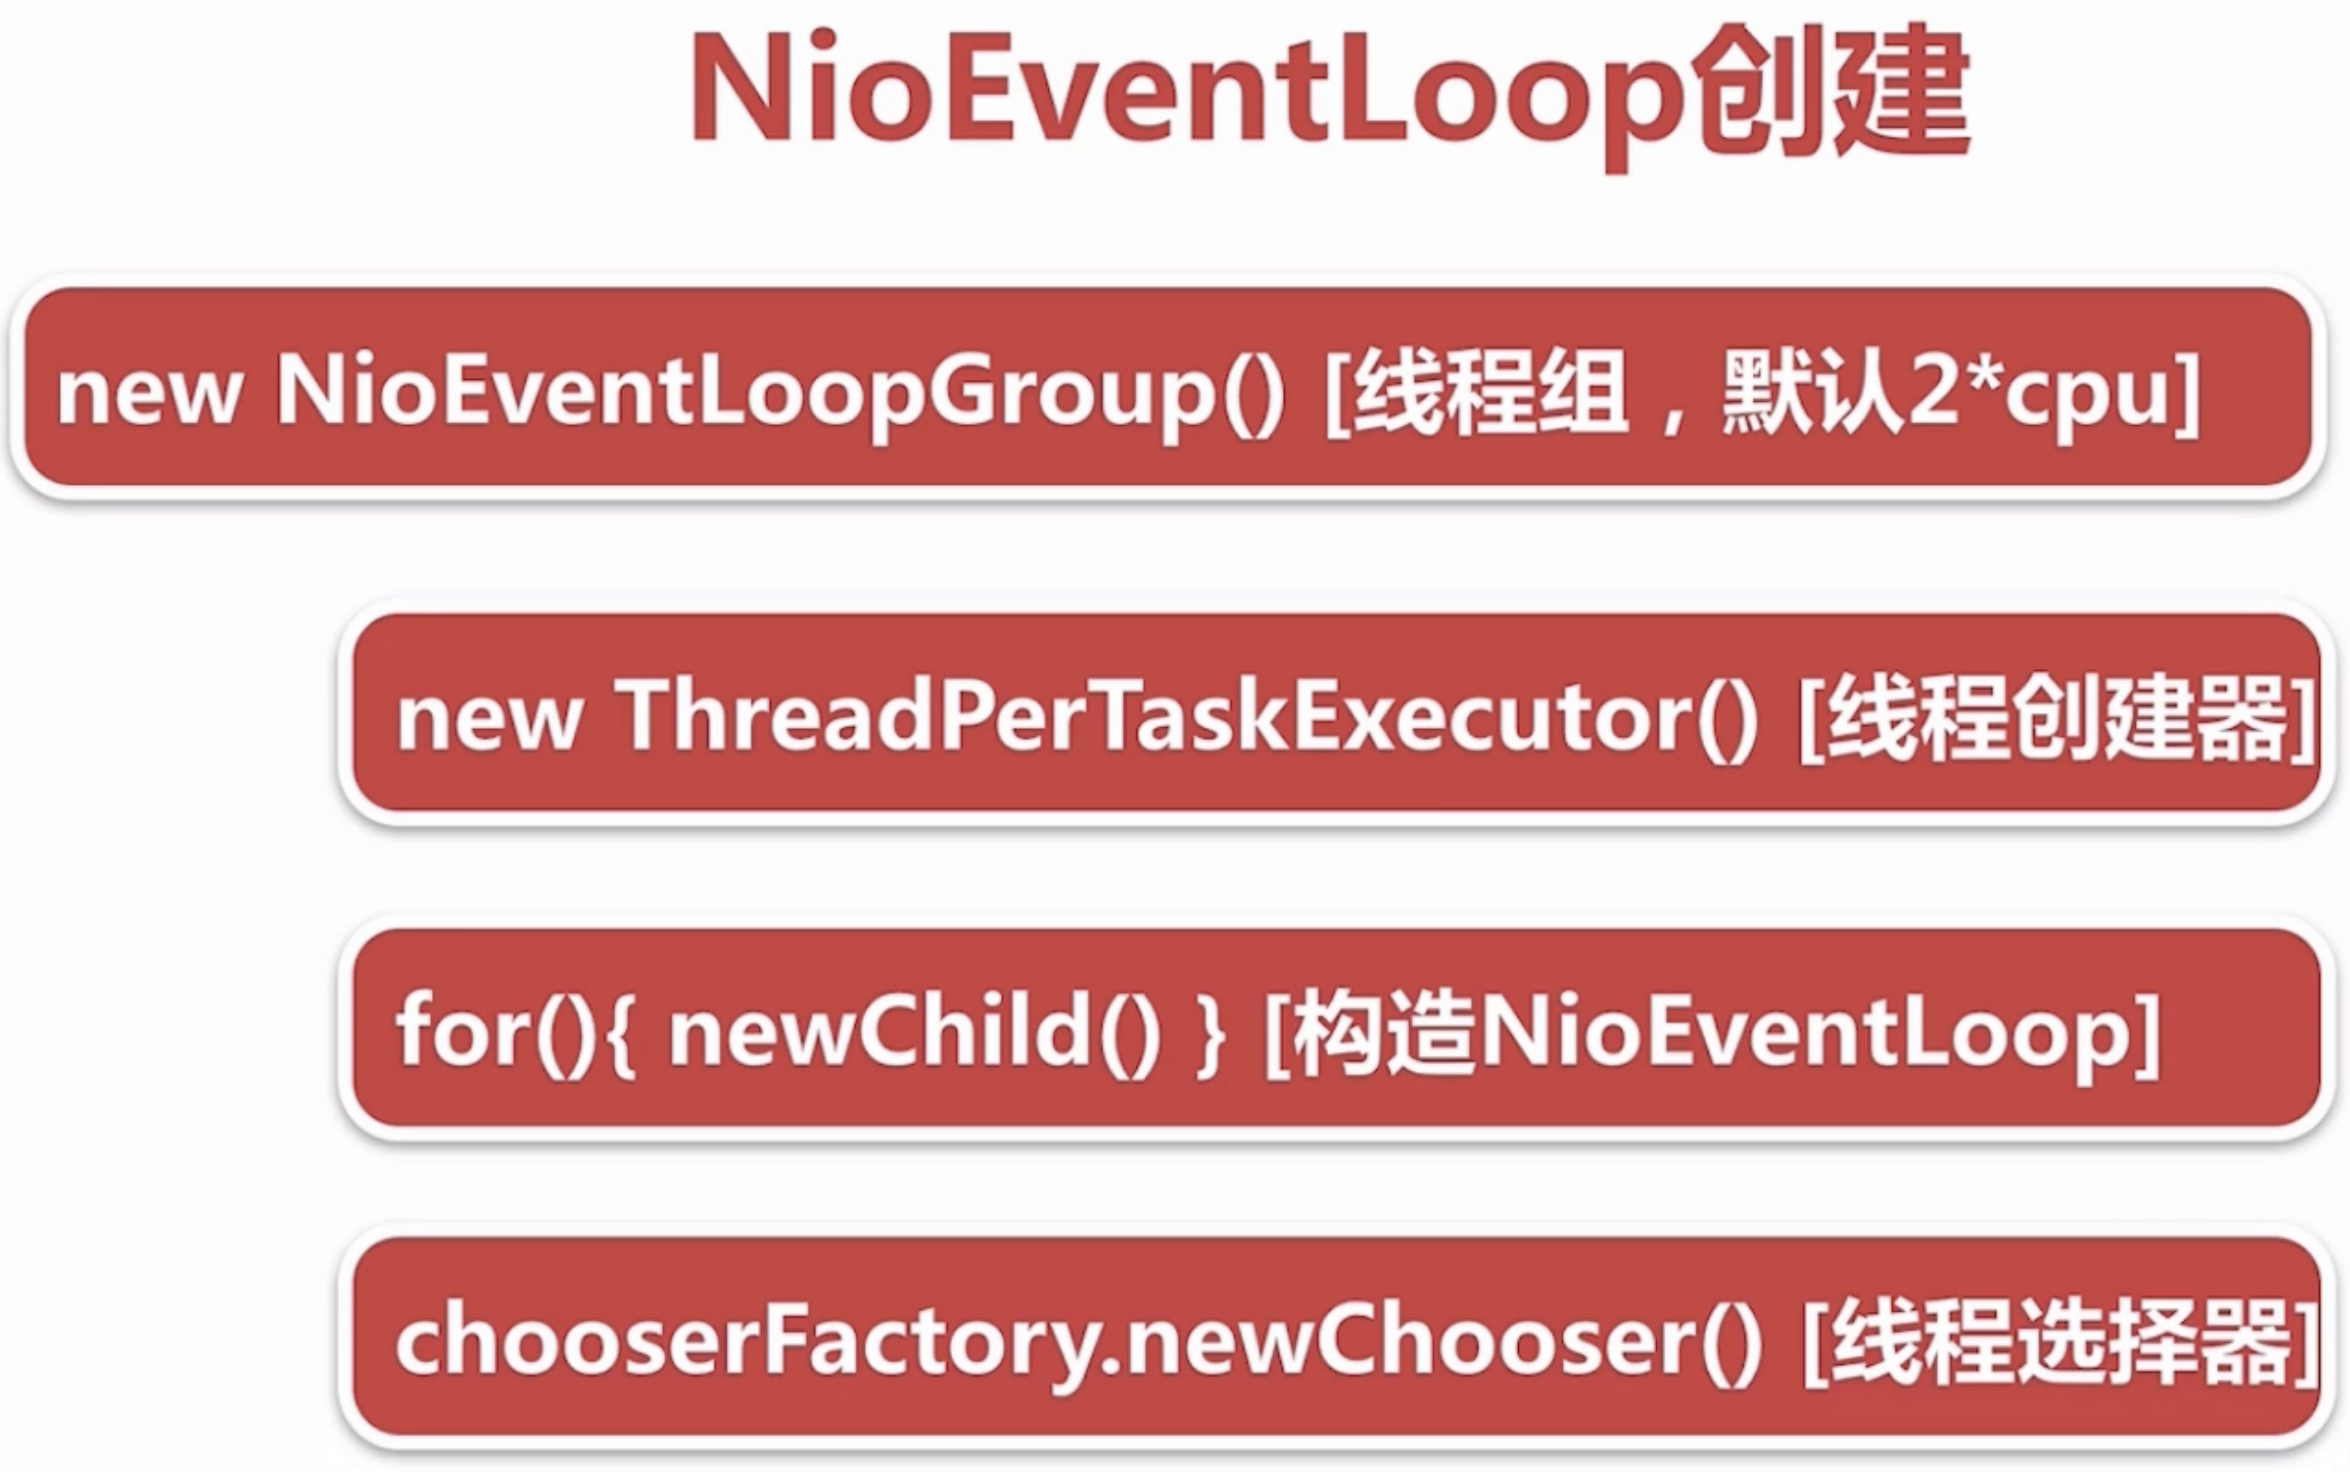 NioEventLoop创建
new NioEventLoopGroup() [线程组，默认2*cpu]
new ThreadPerTaskExecutor() [线程创建器]
for(){ newChild() } [构造NioEventLoop]
chooserFactory.newChooser() [线程选择器]